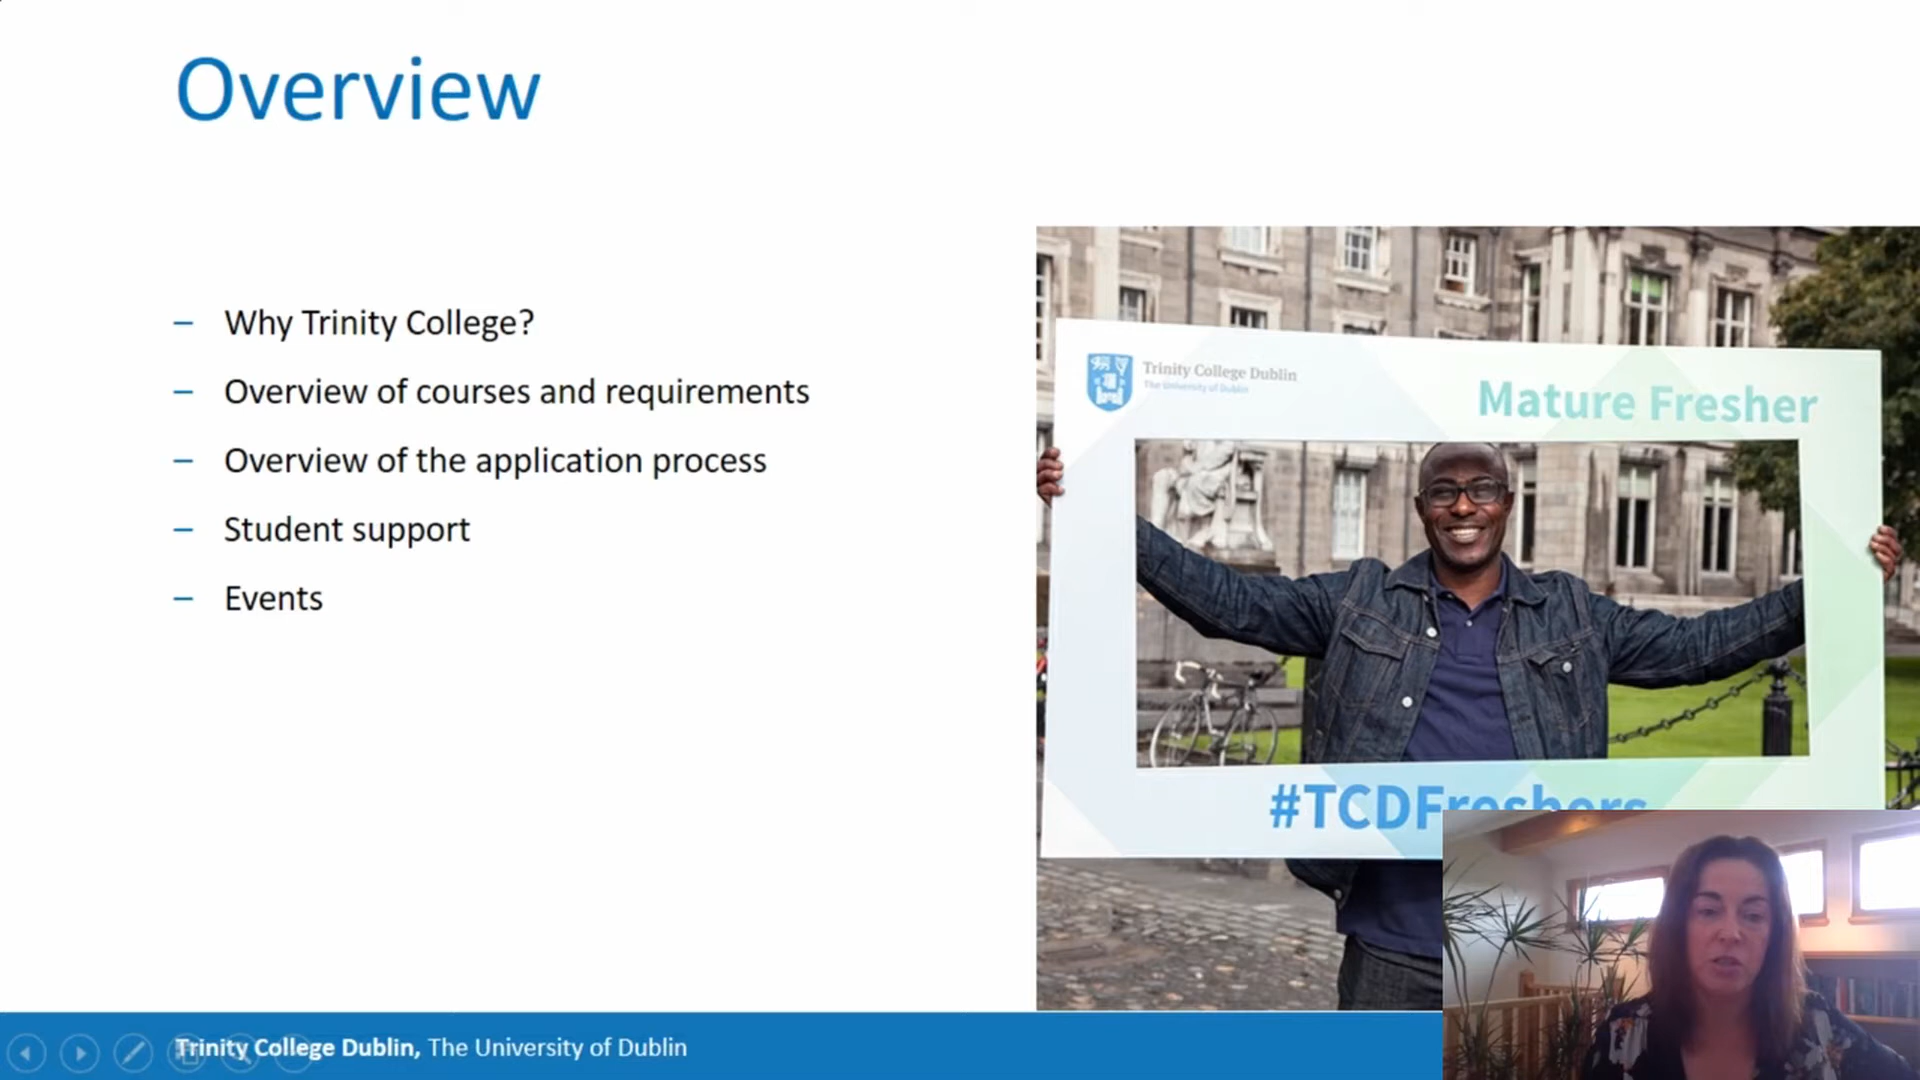 Overview
– Why Trinity College?
– Overview of courses and requirements
– Overview of the application process
– Student support
– Events
Trinity College Dublin
The University of Dublin
Mature Fresher
#TCDFreshers
Trinity College Dublin, The University of Dublin